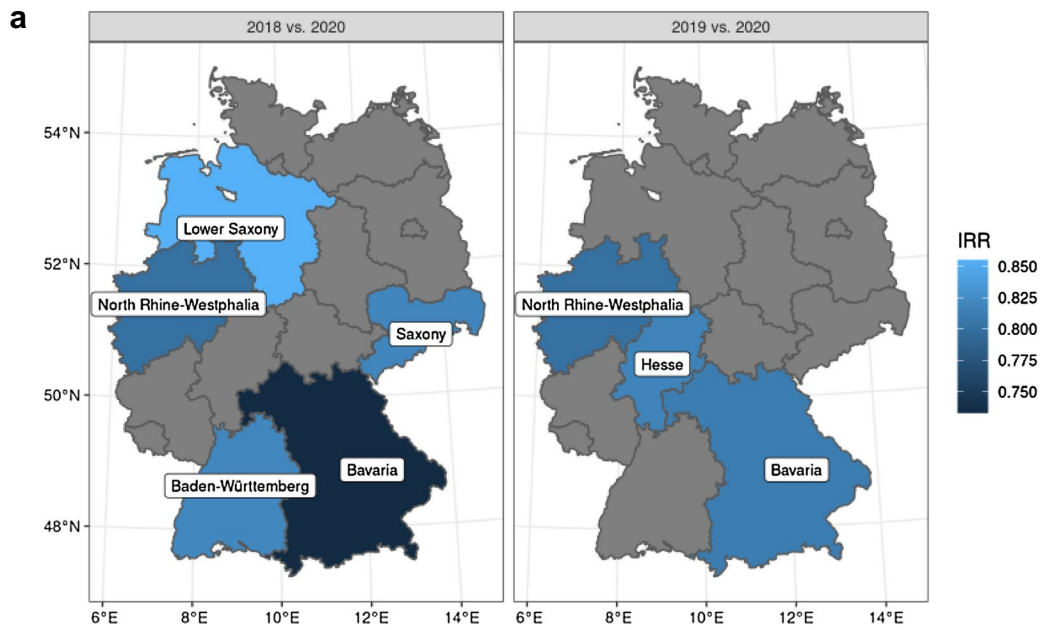 a
2018 vs. 2020
2019 vs. 2020
54°N
52°N
50°N
48°N
Lower Saxony
North Rhine-Westphalia
Saxony
Bavaria
Baden-Württemberg
North Rhine-Westphalia
Hesse
Bavaria
6°E 8°E 10°E 12°E 14°E
6°E 8°E 10°E 12°E 14°E
IRR
0.850
0.825
0.800
0.775
0.750